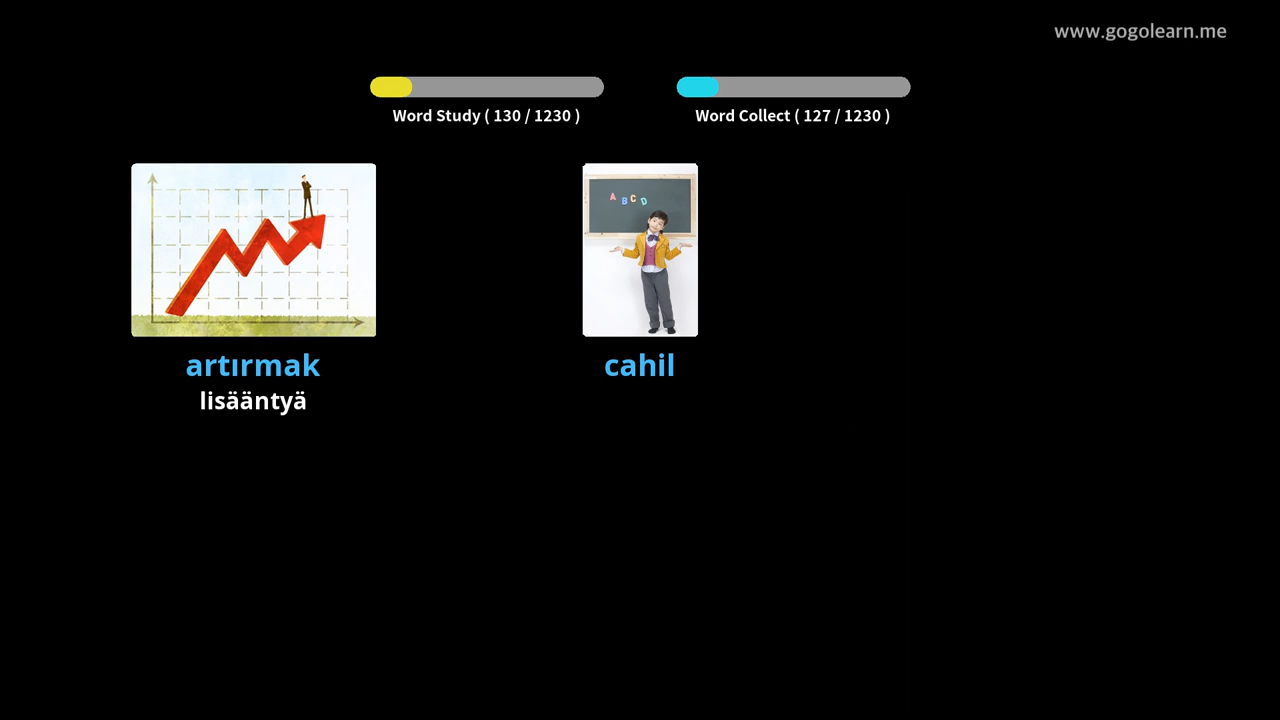 www.gogolearn.me
Word Study ( 130 / 1230 )
Word Collect ( 127 / 1230 )
A B C D
artırmak
cahil
lisääntyä